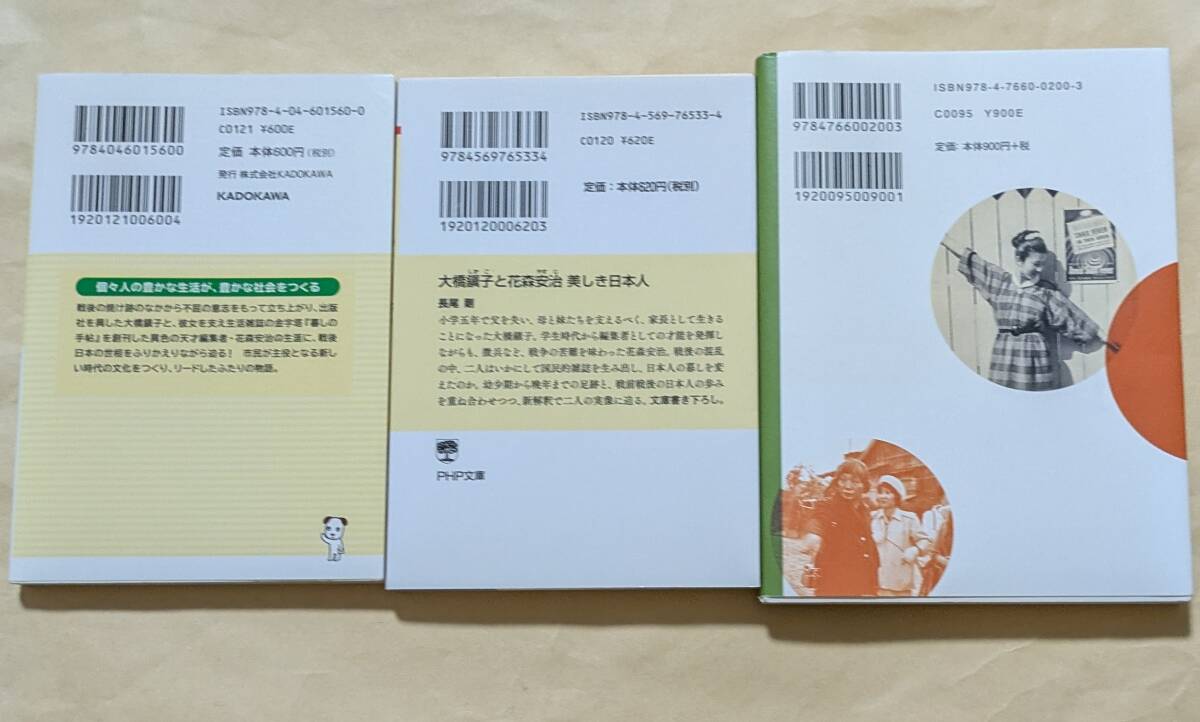 ISBN978-4-04-601560-0
C0121 ¥600E
9784046015600
定価 本体600円(税別)
発行 株式会社KADOKAWA
KADOKAWA
1920121006004
個々人の豊かな生活が、豊かな社会をつくる
戦後の焼け跡のなかから不屈の意志をもって立ち上がり、出版
社を興した大橋鎭子と、彼女を支え生活雑誌の金字塔『暮しの
手帖』を創刊した異色の天才編集者・花森安治の生涯に、戦後
日本の世相をふりかえりながら迫る! 市民が主役となる新し
い時代の文化をつくり、リードしたふたりの物語。
ISBN978-4-569-76533-4
C0120 ¥620E
9784569765334
定価:本体620円(税別)
1920120006203
大橋鎭子と花森安治 美しき日本人
長尾 剛
小学五年で父を失い、母と妹たちを支えるべく、家長として生きる
ことになった大橋鎭子。学生時代から編集者としての才能を発揮し
ながらも、徴兵など、戦争の苦難を味わった花森安治。戦後の混乱
の中、二人はいかにして国民的雑誌を生み出し、日本人の暮しを変
えたのか。幼少期から晩年までの足跡と、戦前戦後の日本人の歩み
を重ね合わせつつ、新解釈で二人の実像に迫る。文庫書き下ろし。
PHP文庫
ISBN978-4-7660-0200-3
C0095 Y900E
9784766002003
定価:本体900円+税
1920095009001